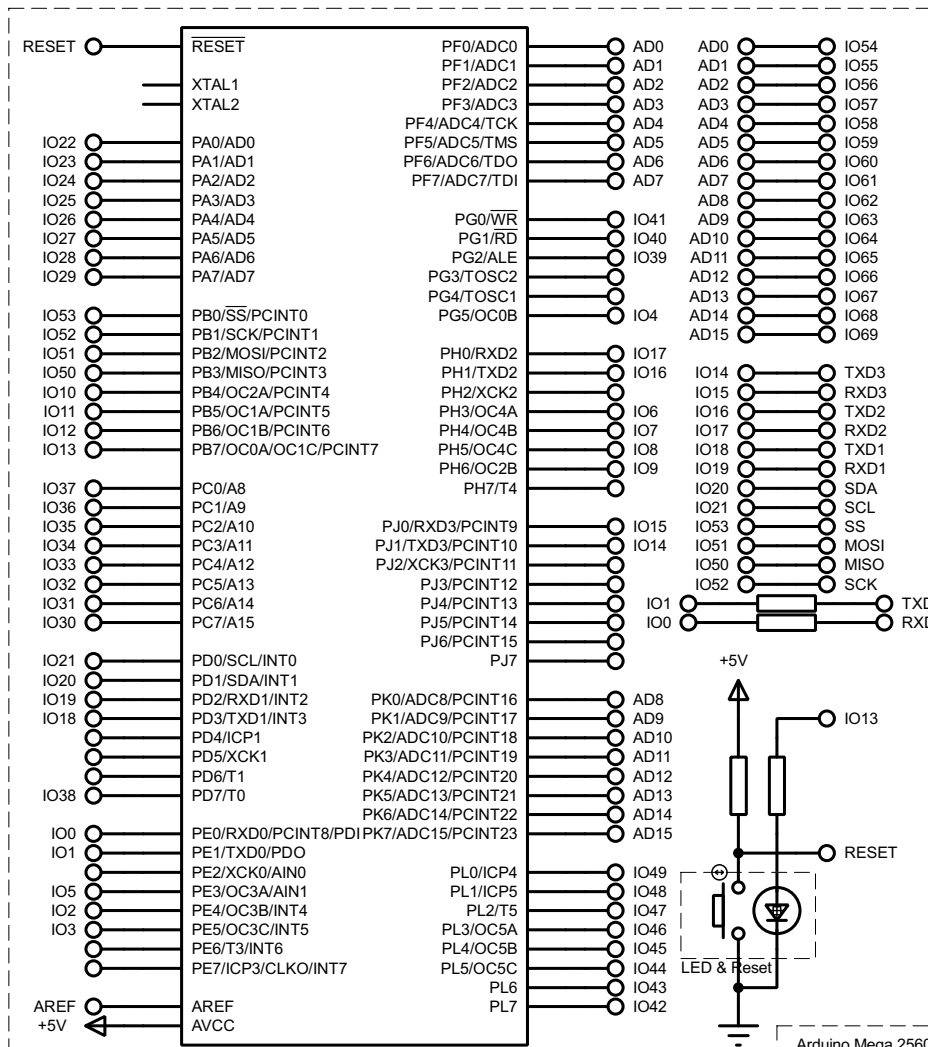 RESET RESET PF0/ADC0 AD0 AD0 IO54
PF1/ADC1 AD1 AD1 IO55
XTAL1 PF2/ADC2 AD2 AD2 IO56
XTAL2 PF3/ADC3 AD3 AD3 IO57
PF4/ADC4/TCK AD4 AD4 IO58
IO22 PA0/AD0 PF5/ADC5/TMS AD5 AD5 IO59
IO23 PA1/AD1 PF6/ADC6/TDO AD6 AD6 IO60
IO24 PA2/AD2 PF7/ADC7/TDI AD7 AD7 IO61
IO25 PA3/AD3 AD8 IO62
IO26 PA4/AD4 PG0/WR IO41 AD9 IO63
IO27 PA5/AD5 PG1/RD IO40 AD10 IO64
IO28 PA6/AD6 PG2/ALE IO39 AD11 IO65
IO29 PA7/AD7 PG3/TOSC2 AD12 IO66
PG4/TOSC1 AD13 IO67
IO53 PB0/SS/PCINT0 PG5/OC0B IO4 AD14 IO68
IO52 PB1/SCK/PCINT1 AD15 IO69
IO51 PB2/MOSI/PCINT2 PH0/RXD2 IO17
IO50 PB3/MISO/PCINT3 PH1/TXD2 IO16 IO14 TXD3
IO10 PB4/OC2A/PCINT4 PH2/XCK2 IO15 RXD3
IO11 PB5/OC1A/PCINT5 PH3/OC4A IO6 IO16 TXD2
IO12 PB6/OC1B/PCINT6 PH4/OC4B IO7 IO17 RXD2
IO13 PB7/OC0A/OC1C/PCINT7 PH5/OC4C IO8 IO18 TXD1
PH6/OC2B IO9 IO19 RXD1
IO37 PC0/A8 PH7/T4 IO20 SDA
IO36 PC1/A9 IO21 SCL
IO35 PC2/A10 PJ0/RXD3/PCINT9 IO15 IO53 SS
IO34 PC3/A11 PJ1/TXD3/PCINT10 IO14 IO51 MOSI
IO33 PC4/A12 PJ2/XCK3/PCINT11 IO50 MISO
IO32 PC5/A13 PJ3/PCINT12 IO52 SCK
IO31 PC6/A14 PJ4/PCINT13 IO1 TXD
IO30 PC7/A15 PJ5/PCINT14 IO0 RXD
PJ6/PCINT15
IO21 PD0/SCL/INT0 PJ7 +5V
IO20 PD1/SDA/INT1
IO19 PD2/RXD1/INT2 PK0/ADC8/PCINT16 AD8
IO18 PD3/TXD1/INT3 PK1/ADC9/PCINT17 AD9 IO13
PD4/ICP1 PK2/ADC10/PCINT18 AD10
PD5/XCK1 PK3/ADC11/PCINT19 AD11
PD6/T1 PK4/ADC12/PCINT20 AD12
IO38 PD7/T0 PK5/ADC13/PCINT21 AD13
PK6/ADC14/PCINT22 AD14
IO0 PE0/RXD0/PCINT8/PDI PK7/ADC15/PCINT23 AD15
IO1 PE1/TXD0/PDO RESET
PE2/XCK0/AIN0 PL0/ICP4 IO49
IO5 PE3/OC3A/AIN1 PL1/ICP5 IO48
IO2 PE4/OC3B/INT4 PL2/T5 IO47
IO3 PE5/OC3C/INT5 PL3/OC5A IO46
PE6/T3/INT6 PL4/OC5B IO45
PE7/ICP3/CLKO/INT7 PL5/OC5C IO44 LED & Reset
PL6 IO43
AREF AREF PL7 IO42
+5V AVCC
Arduino Mega 2560